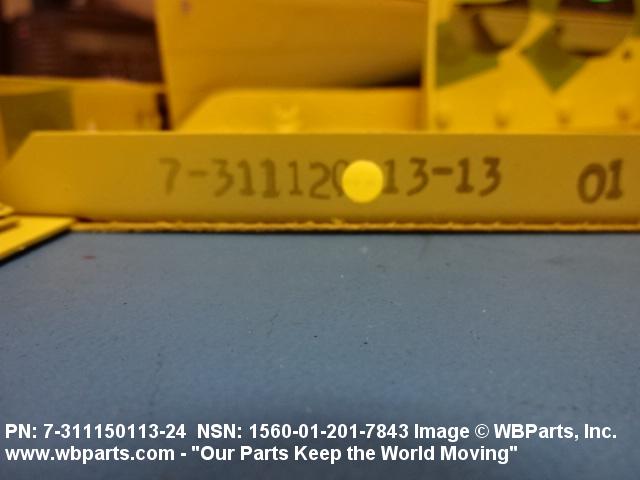 7-311120 13-13 01
PN: 7-311150113-24 NSN: 1560-01-201-7843 Image © WBParts, Inc.
www.wbparts.com - "Our Parts Keep the World Moving"